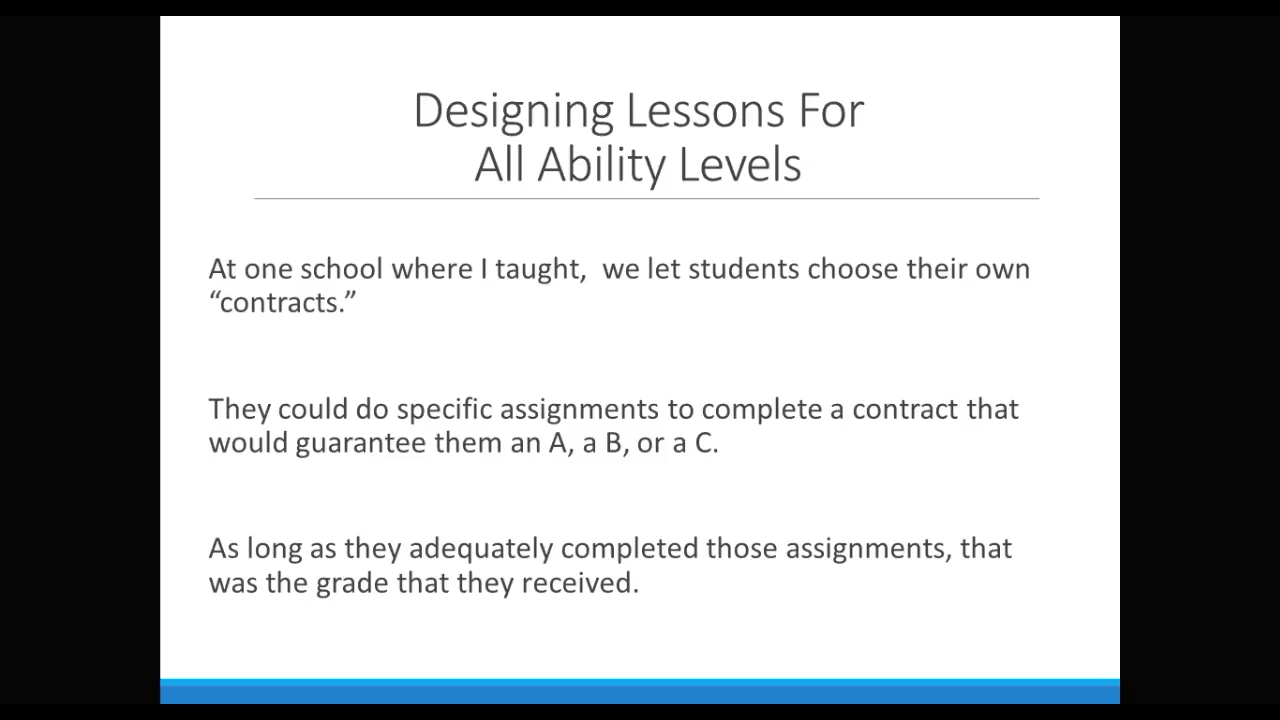 Designing Lessons For
All Ability Levels
At one school where I taught,  we let students choose their own
“contracts.”
They could do specific assignments to complete a contract that
would guarantee them an A, a B, or a C.
As long as they adequately completed those assignments, that
was the grade that they received.